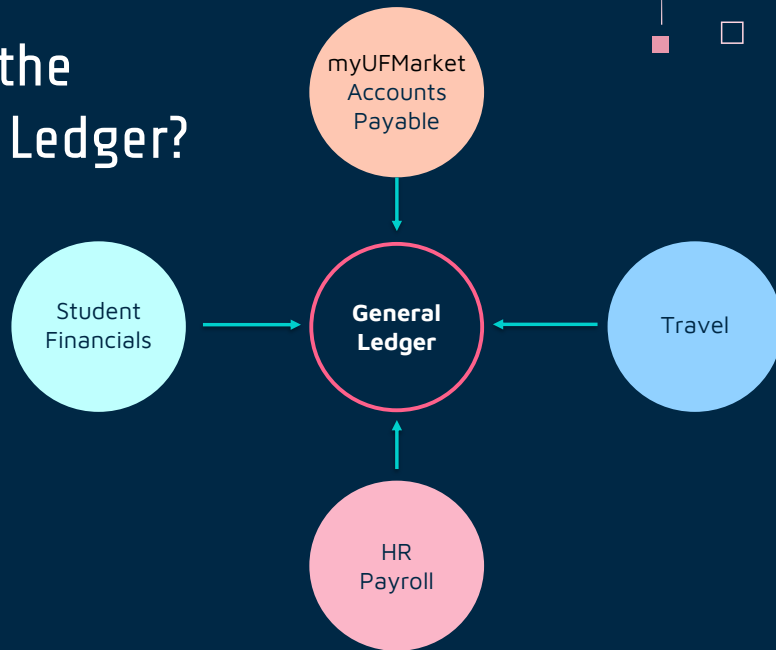 the
Ledger?
myUFMarket
Accounts
Payable
Student
Financials
General
Ledger
Travel
HR
Payroll